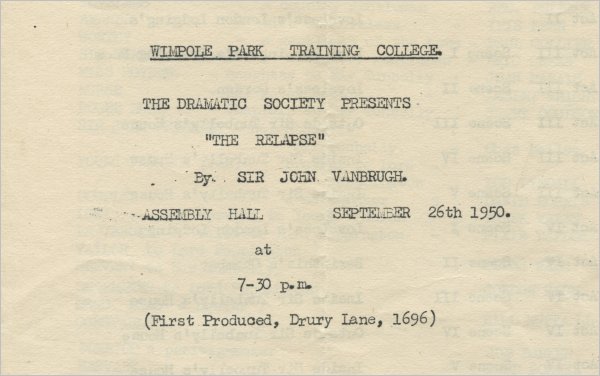 WIMPOLE PARK TRAINING COLLEGE.
THE DRAMATIC SOCIETY PRESENTS
"THE RELAPSE"
By. SIR JOHN VANBRUGH.
ASSEMBLY HALL SEPTEMBER 26th 1950.
at
7-30 p.m.
(First Produced, Drury Lane, 1696)